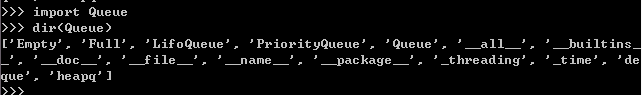 >>> import Queue
>>> dir(Queue)
['Empty', 'Full', 'LifoQueue', 'PriorityQueue', 'Queue', '__all__', '__builtins_
_', '__doc__', '__file__', '__name__', '__package__', '_threading', '_time', 'de
que', 'heapq']
>>>